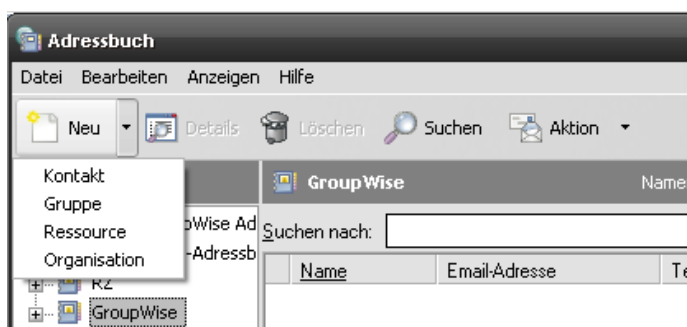 Adressbuch
Datei Bearbeiten Anzeigen Hilfe
Neu Details Löschen Suchen Aktion
Kontakt
Gruppe
Ressource
Organisation
GroupWise
Suchen nach:
Name Email-Adresse
RZ
GroupWise